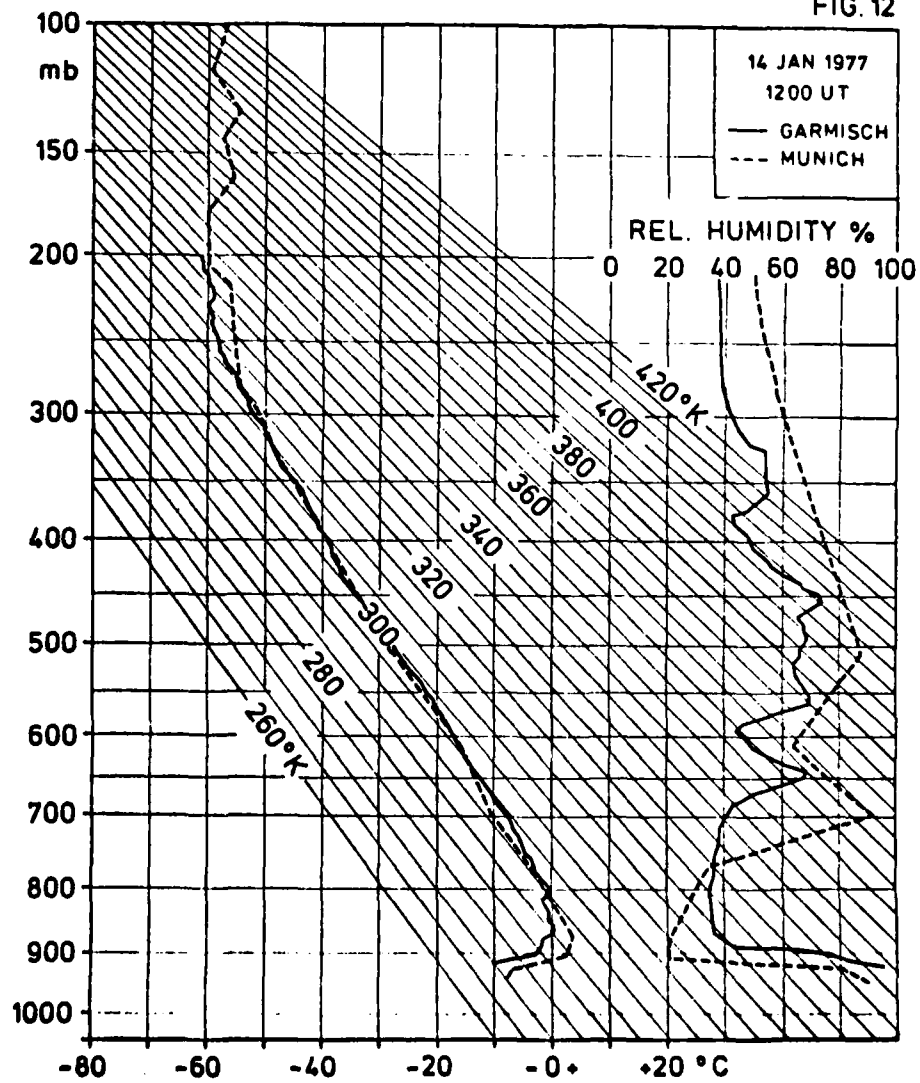 FIG. 12
100
mb
150
200
300
400
500
600
700
800
900
1000
14 JAN 1977
1200 UT
GARMISCH
MUNICH
REL. HUMIDITY %
0 20 40 60 80 100
420°K
400
380
360
340
320
300
280
260°K
-80 -60 -40 -20 -0+ +20 °C